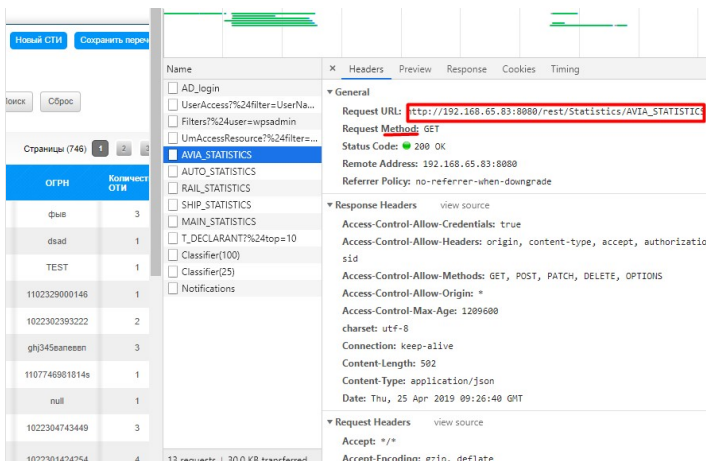 Новый СТИ
Сохранить переч
Поиск
Сброс
Страницы (746) 1 2 3
ОГРН
Количест
ОТИ
фыв 3
dsad 1
TEST 1
1102329000146 1
1022302393222 2
ghj345ваневвп 3
1107746981814s 1
null 1
1022304743449 3
1022301424254 4
Name
AD_login
UserAccess?%24filter=UserNa...
Filters?%24user=wpsadmin
UmAccessResource?%24filter=...
AVIA_STATISTICS
AUTO_STATISTICS
RAIL_STATISTICS
SHIP_STATISTICS
MAIN_STATISTICS
T_DECLARANT?%24top=10
Classifier(100)
Classifier(25)
Notifications
13 requests | 30.0 KB transferred
× Headers Preview Response Cookies Timing
▼ General
Request URL: http://192.168.65.83:8080/rest/Statistics/AVIA_STATISTICS
Request Method: GET
Status Code: 200 OK
Remote Address: 192.168.65.83:8080
Referrer Policy: no-referrer-when-downgrade
▼ Response Headers view source
Access-Control-Allow-Credentials: true
Access-Control-Allow-Headers: origin, content-type, accept, authorizatio
sid
Access-Control-Allow-Methods: GET, POST, PATCH, DELETE, OPTIONS
Access-Control-Allow-Origin: *
Access-Control-Max-Age: 1209600
charset: utf-8
Connection: keep-alive
Content-Length: 502
Content-Type: application/json
Date: Thu, 25 Apr 2019 09:26:40 GMT
▼ Request Headers view source
Accept: */*
Accept-Encoding: gzip, deflate